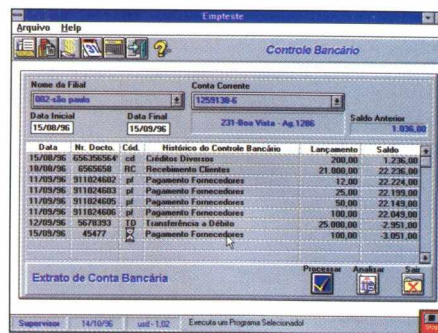 Empteste
Arquivo Help
Controle Bancário
Nome da Filial Conta Corrente
002-são paulo 1259130-6
Data Inicial Data Final Saldo Anterior
15/08/96 15/09/96 231-Boa Vista - Ag.1286 1.036,00
Data Nr. Docto. Cód. Histórico do Controle Bancário Lançamento Saldo
15/08/96 656356564 cd Créditos Diversos 200,00 1.236,00
10/09/96 6565658 RC Recebimento Clientes 21.000,00 22.236,00
11/09/96 911024602 pf Pagamento Fornecedores 12,00 22.224,00
11/09/96 911024603 pf Pagamento Fornecedores 25,00 22.199,00
11/09/96 911024605 pf Pagamento Fornecedores 50,00 22.149,00
11/09/96 911024606 pf Pagamento Fornecedores 100,00 22.049,00
12/09/96 5678393 TD Transferência a Débito 25.000,00 -2.951,00
15/09/96 45477 Pagamento Fornecedores 100,00 -3.051,00
Processar Analisar Sair
Extrato de Conta Bancária
Supervisor 14/10/96 usd-1,02 Executa um Programa Selecionado!